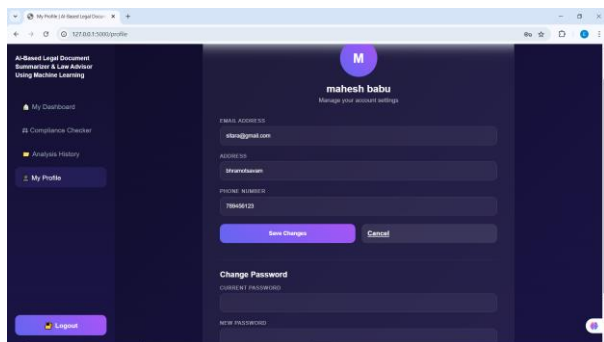 My Profile | AI-Based Legal Docu
127.0.0.1:5000/profile
AI-Based Legal Document
Summarizer & Law Advisor
Using Machine Learning
My Dashboard
Compliance Checker
Analysis History
My Profile
Logout
M
mahesh babu
Manage your account settings
EMAIL ADDRESS
sitara@gmail.com
ADDRESS
bhramotsavam
PHONE NUMBER
798456123
Save Changes
Cancel
Change Password
CURRENT PASSWORD
NEW PASSWORD